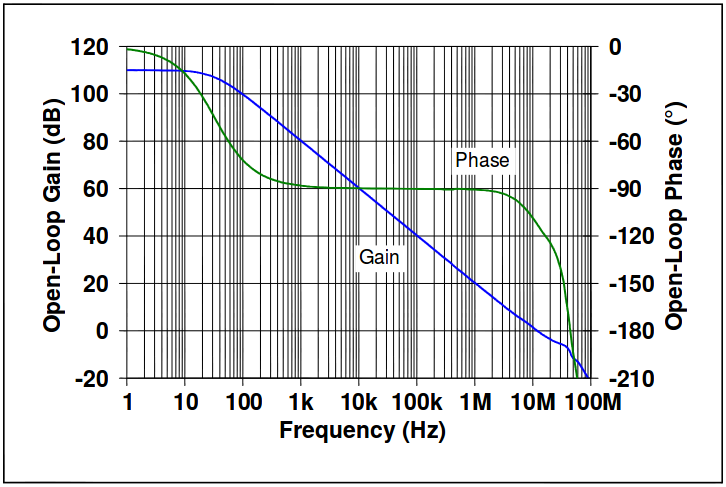 120
100
80
60
40
20
0
-20
Open-Loop Gain (dB)
0
-30
-60
-90
-120
-150
-180
-210
Open-Loop Phase (°)
Phase
Gain
1 10 100 1k 10k 100k 1M 10M 100M
Frequency (Hz)